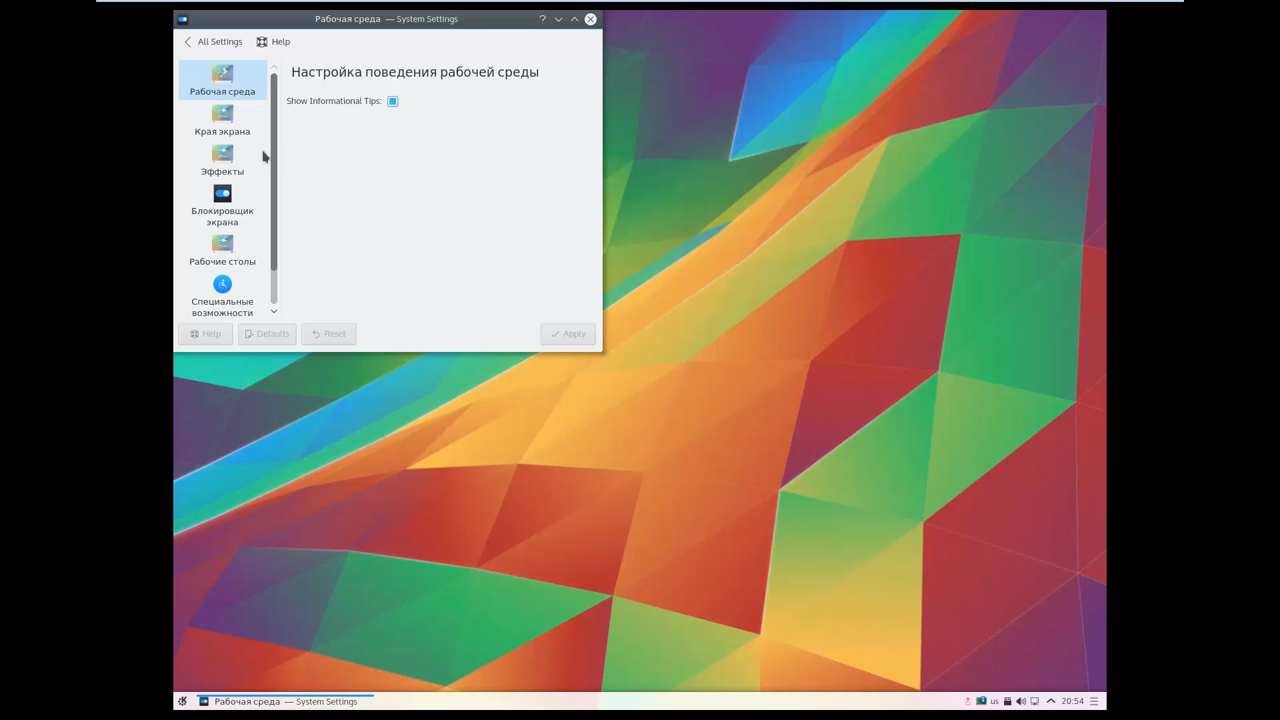 Рабочая среда — System Settings
All Settings
Help
Рабочая среда
Края экрана
Эффекты
Блокировщик
экрана
Рабочие столы
Специальные
возможности
Настройка поведения рабочей среды
Show Informational Tips:
Help
Defaults
Reset
Apply
Рабочая среда — System Settings
us
20:54